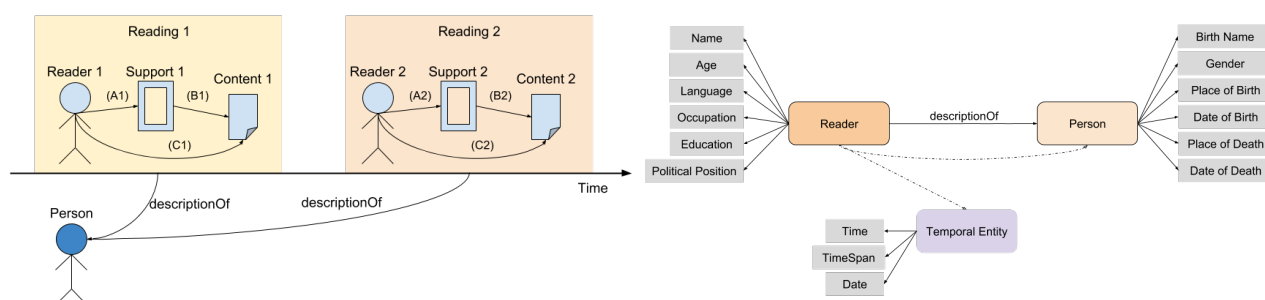 Reading 1
Reader 1
Support 1
Content 1
(A1)
(B1)
(C1)
Reading 2
Reader 2
Support 2
Content 2
(A2)
(B2)
(C2)
Time
descriptionOf
descriptionOf
Person
Name
Age
Language
Occupation
Education
Political Position
Reader
descriptionOf
Person
Birth Name
Gender
Place of Birth
Date of Birth
Place of Death
Date of Death
Temporal Entity
Time
TimeSpan
Date